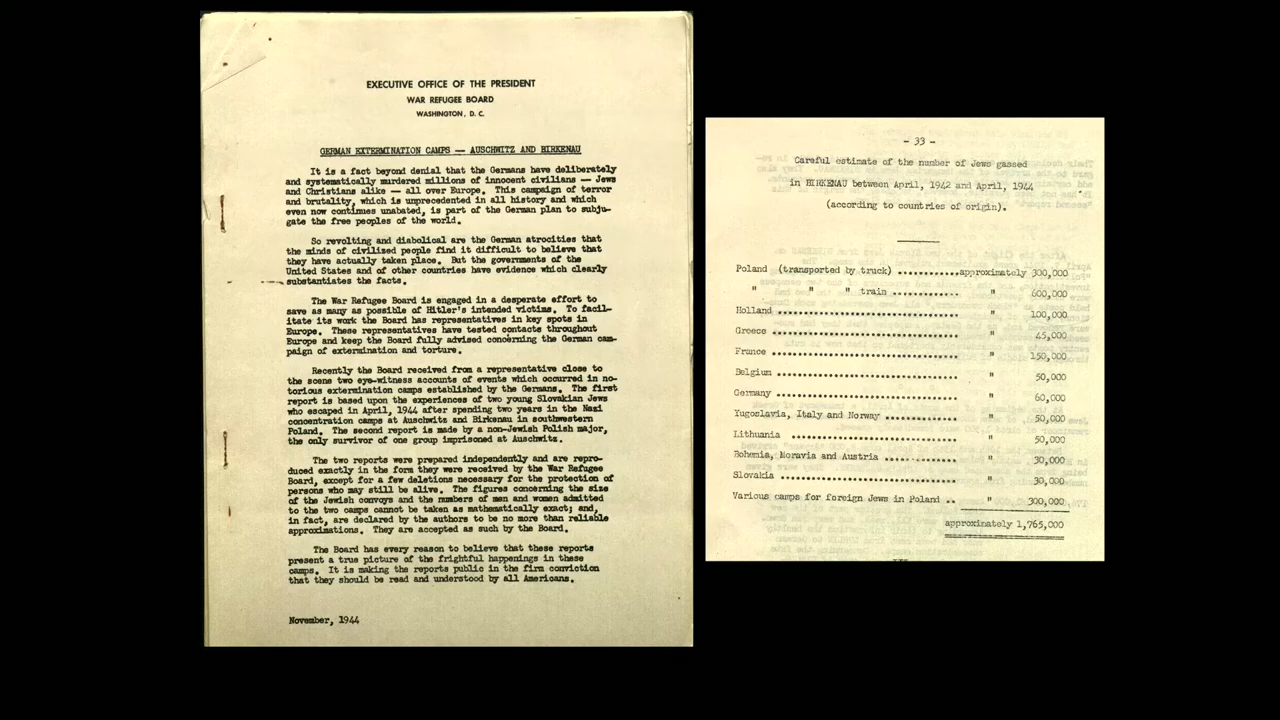 EXECUTIVE OFFICE OF THE PRESIDENT
WAR REFUGEE BOARD
WASHINGTON, D. C.
GERMAN EXTERMINATION CAMPS — AUSCHWITZ AND BIRKENAU
It is a fact beyond denial that the Germans have deliberately
and systematically murdered millions of innocent civilians — Jews
and Christians alike — all over Europe. This campaign of terror
and brutality, which is unprecedented in all history and which
even now continues unabated, is part of the German plan to subju-
gate the free peoples of the world.
So revolting and diabolical are the German atrocities that
the minds of civilized people find it difficult to believe that
they have actually taken place. But the governments of the
United States and of other countries have evidence which clearly
substantiates the facts.
The War Refugee Board is engaged in a desperate effort to
save as many as possible of Hitler's intended victims. To facil-
itate its work the Board has representatives in key spots in
Europe. These representatives have tested contacts throughout
Europe and keep the Board fully advised concerning the German cam-
paign of extermination and torture.
Recently the Board received from a representative close to
the scene two eye-witness accounts of events which occurred in no-
torious extermination camps established by the Germans. The first
report is based upon the experiences of two young Slovakian Jews
who escaped in April, 1944 after spending two years in the Nazi
concentration camps at Auschwitz and Birkenau in southwestern
Poland. The second report is made by a non-Jewish Polish major,
the only survivor of one group imprisoned at Auschwitz.
The two reports were prepared independently and are repro-
duced exactly in the form they were received by the War Refugee
Board, except for a few deletions necessary for the protection of
persons who may still be alive. The figures concerning the size
of the Jewish convoys and the numbers of men and women admitted
to the two camps cannot be taken as mathematically exact; and,
in fact, are declared by the authors to be no more than reliable
approximations. They are accepted as such by the Board.
The Board has every reason to believe that these reports
present a true picture of the frightful happenings in these
camps. It is making the reports public in the firm conviction
that they should be read and understood by all Americans.
November, 1944
- 33 -
Careful estimate of the number of Jews gassed
in BIRKENAU between April, 1942 and April, 1944
(according to countries of origin).
Poland (transported by truck) ..............approximately 300,000
" " " train ............... " 600,000
Holland........................................... " 100,000
Greece ........................................... " 45,000
France ........................................... " 150,000
Belgium .......................................... " 50,000
Germany .......................................... " 60,000
Yugoslavia, Italy and Norway ................ " 50,000
Lithuania ....................................... " 50,000
Bohemia, Moravia and Austria ............... " 30,000
Slovakia ......................................... " 30,000
Various camps for foreign Jews in Poland .. " 300,000
approximately 1,765,000